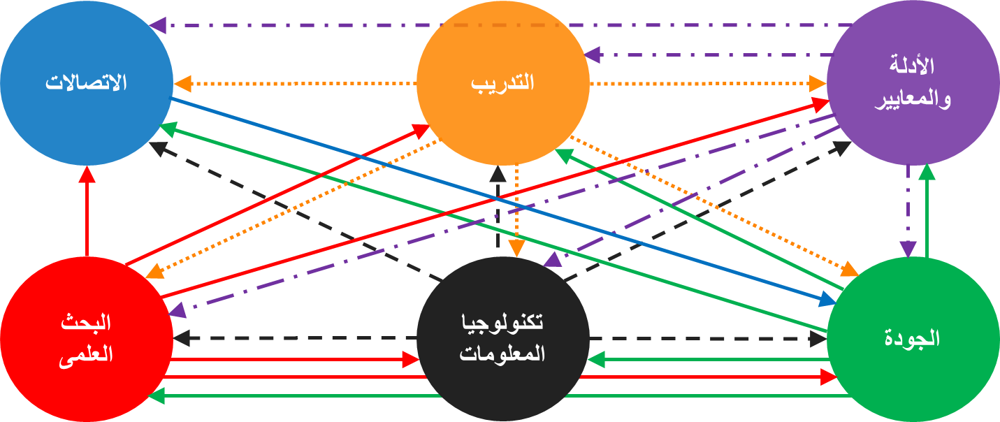 الأدلة
والمعايير
التدريب
الاتصالات
الجودة
تكنولوجيا
المعلومات
البحث
العلمى